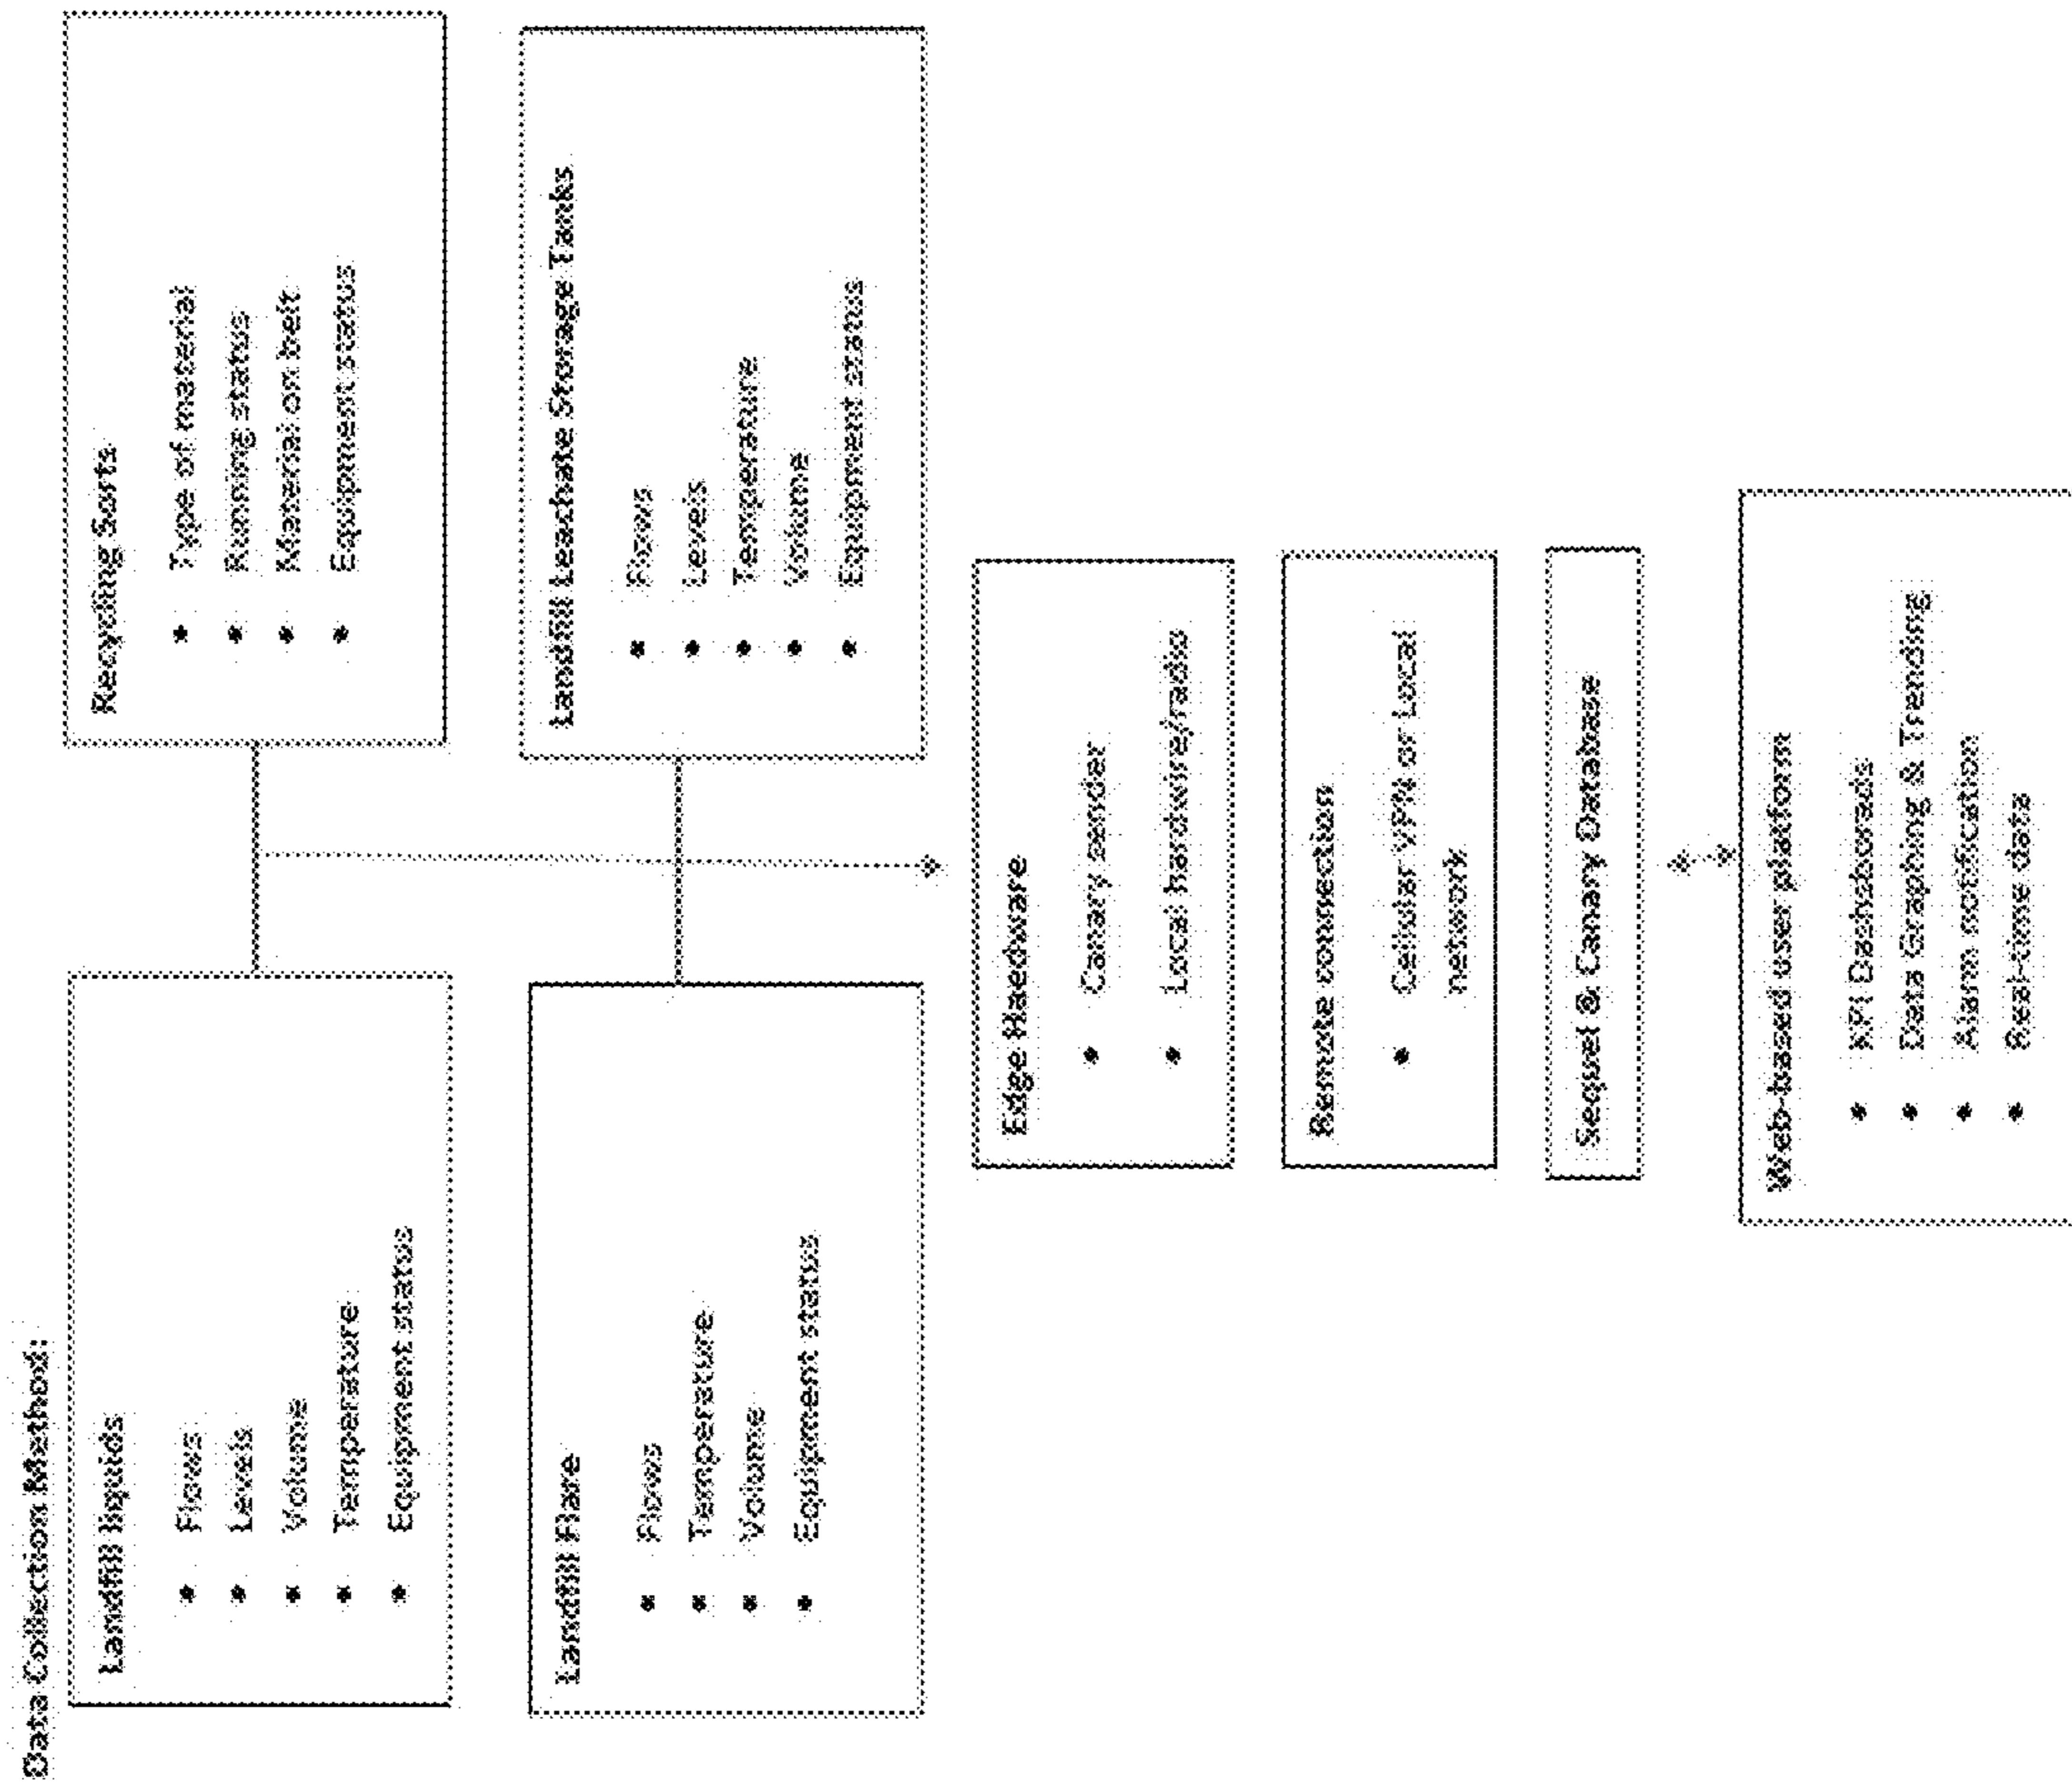 Data Collection Method:
Landfill liquids
• Flows
• Levels
• Volume
• Temperature
• Equipment status
Recycling Sorts
• Type of material
• Running status
• Material on belt
• Equipment status
Landfill Flare
• Flows
• Temperature
• Volume
• Equipment status
Landfill Leachate Storage Tanks
• Flows
• Levels
• Temperature
• Volume
• Equipment status
Edge Haedware
• Canary sender
• Local hardwire/radio
Remote connection
• Cellular VPN or Local
network
Sequel & Canary Database
Web-based user platform
• KPI Dashboards
• Data Graphing & Trending
• Alarm notification
• Real-time data